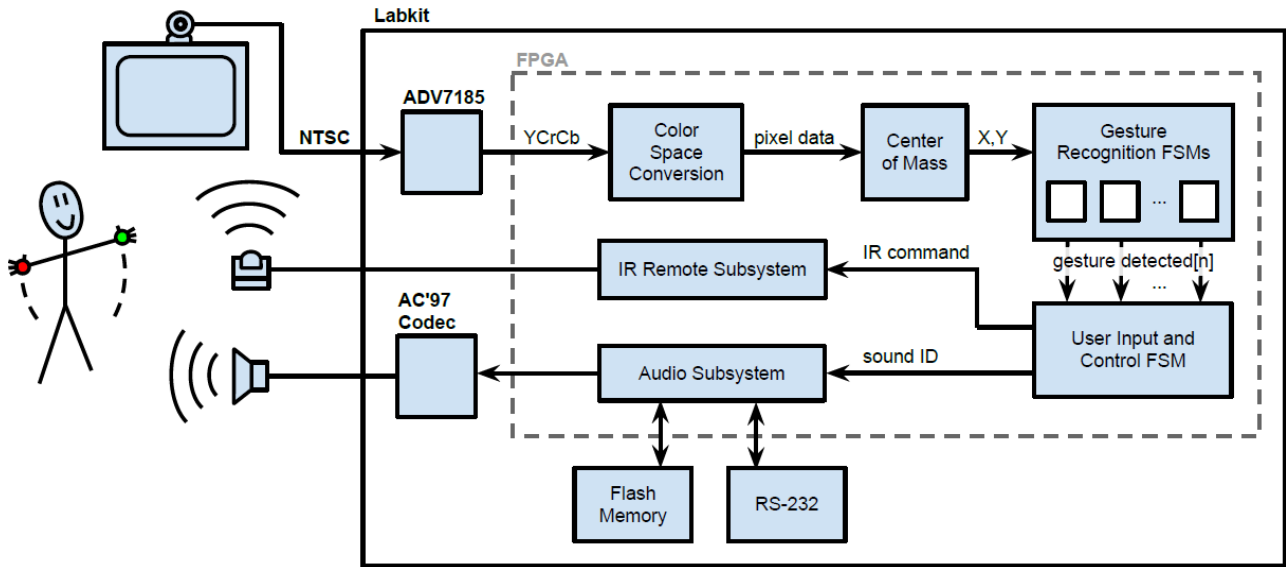 Labkit
FPGA
ADV7185
NTSC
YCrCb
Color
Space
Conversion
pixel data
Center
of Mass
X,Y
Gesture
Recognition FSMs
...
IR Remote Subsystem
IR command
gesture detected[n]
...
AC'97
Codec
Audio Subsystem
sound ID
User Input and
Control FSM
Flash
Memory
RS-232